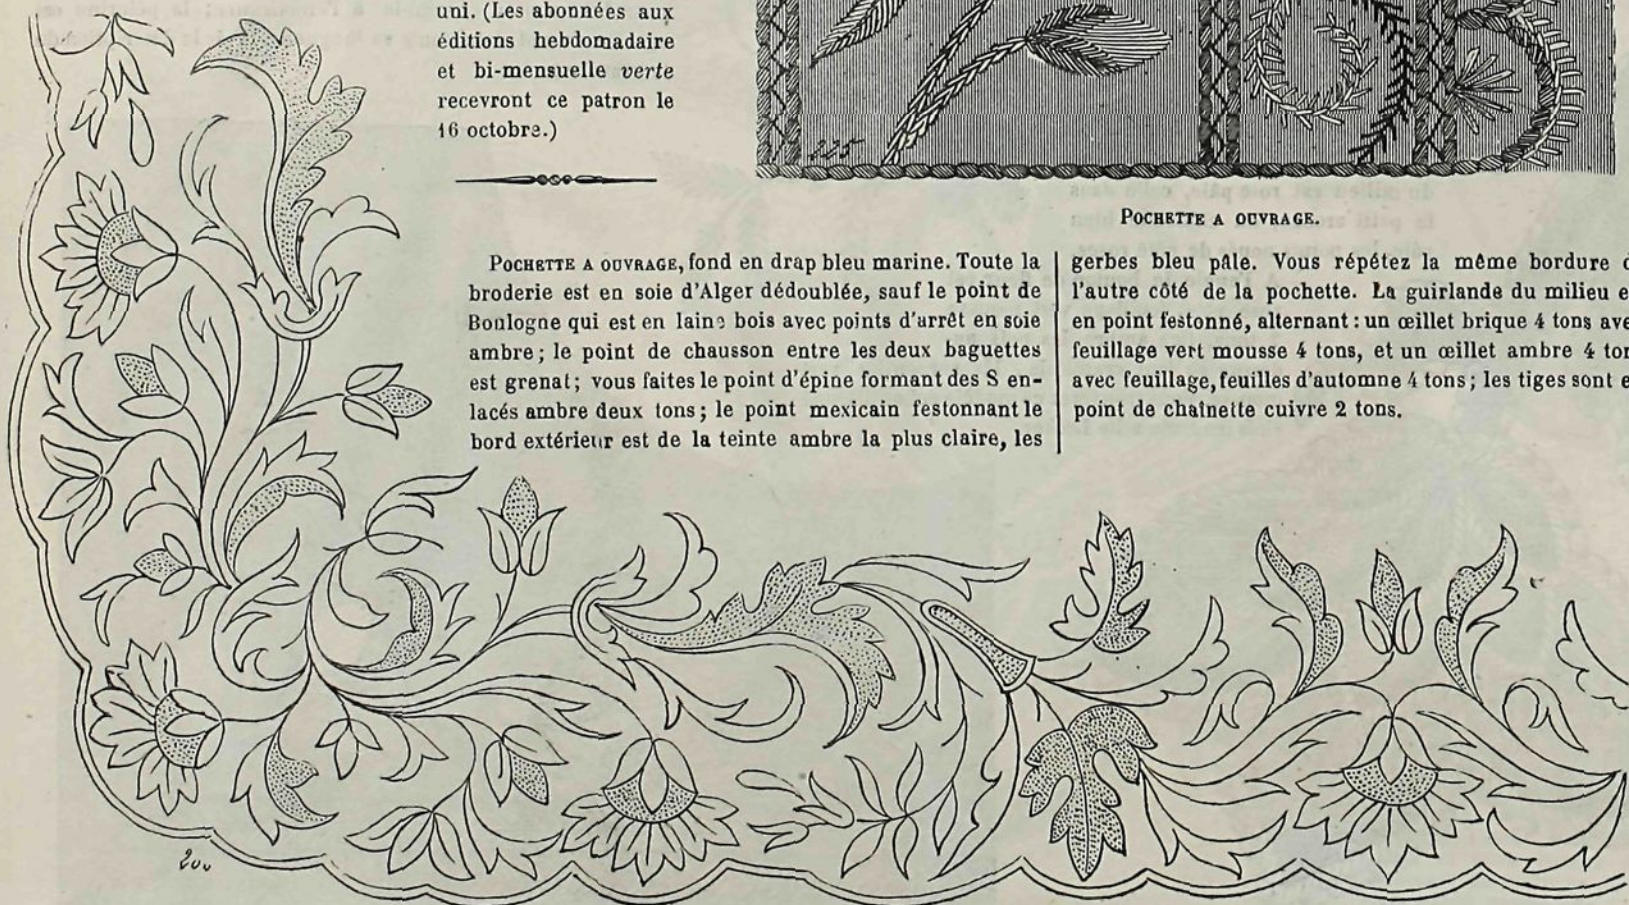 uni. (Les abonnées aux
éditions hebdomadaire
et bi-mensuelle verte
recevront ce patron le
16 octobre.)
225
POCHETTE A OUVRAGE.
POCHETTE A OUVRAGE, fond en drap bleu marine. Toute la
broderie est en soie d'Alger dédoublée, sauf le point de
Boulogne qui est en laine bois avec points d'arrêt en soie
ambre; le point de chausson entre les deux baguettes
est grenat; vous faites le point d'épine formant des S en-
lacés ambre deux tons; le point mexicain festonnant le
bord extérieur est de la teinte ambre la plus claire, les
gerbes bleu pâle. Vous répétez la même bordure
l'autre côté de la pochette. La guirlande du milieu
en point festonné, alternant : un œillet brique 4 tons
feuillage vert mousse 4 tons, et un œillet ambre 4
avec feuillage, feuilles d'automne 4 tons; les tiges sont
point de chaînette cuivre 2 tons.
200